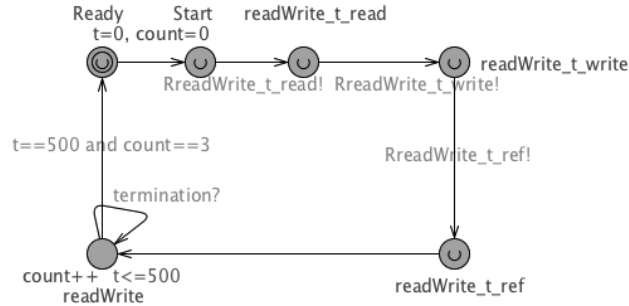 Ready
Start
readWrite_t_read
t=0, count=0
readWrite_t_write
RreadWrite_t_read!
RreadWrite_t_write!
t==500 and count==3
RreadWrite_t_ref!
termination?
count++
t<=500
readWrite
readWrite_t_ref